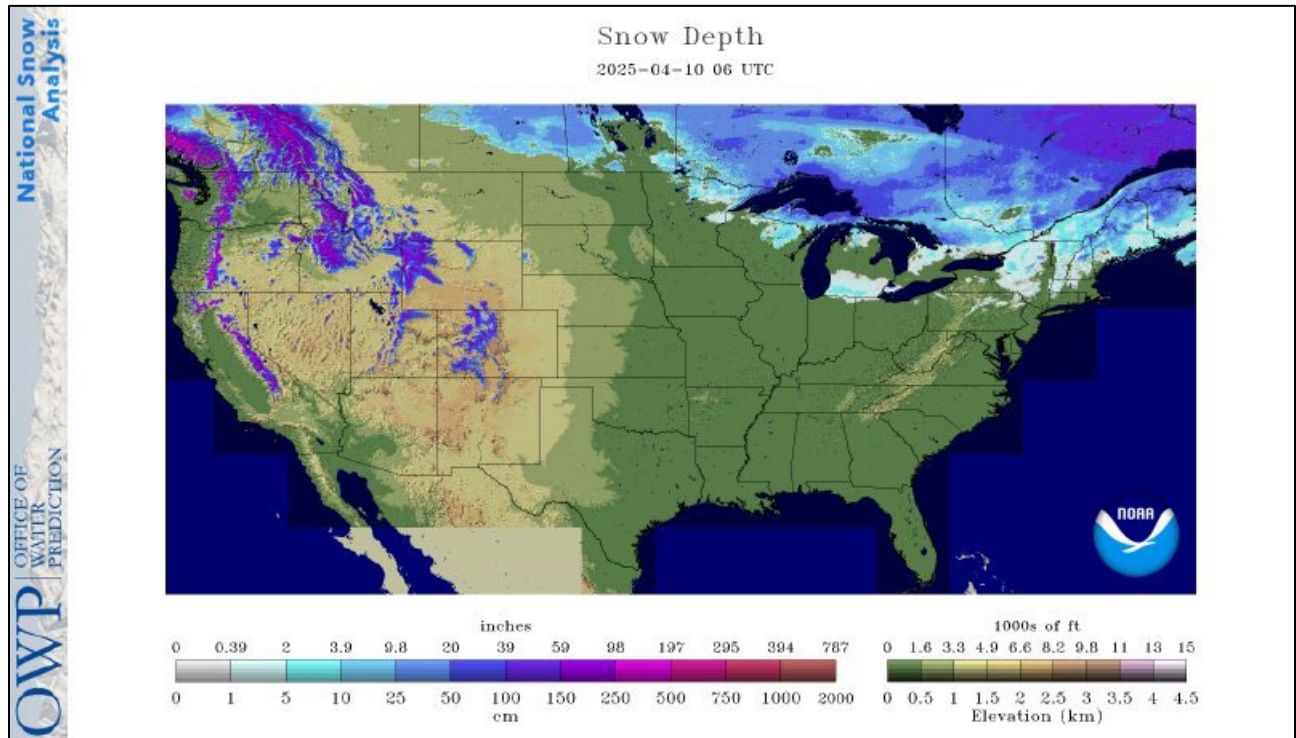 National Snow
Analysis
OWP
OFFICE OF
WATER
PREDICTION
Snow Depth
2025-04-10 06 UTC
NOAA
inches
0 0.39 2 3.9 9.8 20 39 59 98 197 295 394 787
0 1 5 10 25 50 100 150 250 500 750 1000 2000
cm
1000s of ft
0 1.6 3.3 4.9 6.6 8.2 9.8 11 13 15
0 0.5 1 1.5 2 2.5 3 3.5 4 4.5
Elevation (km)